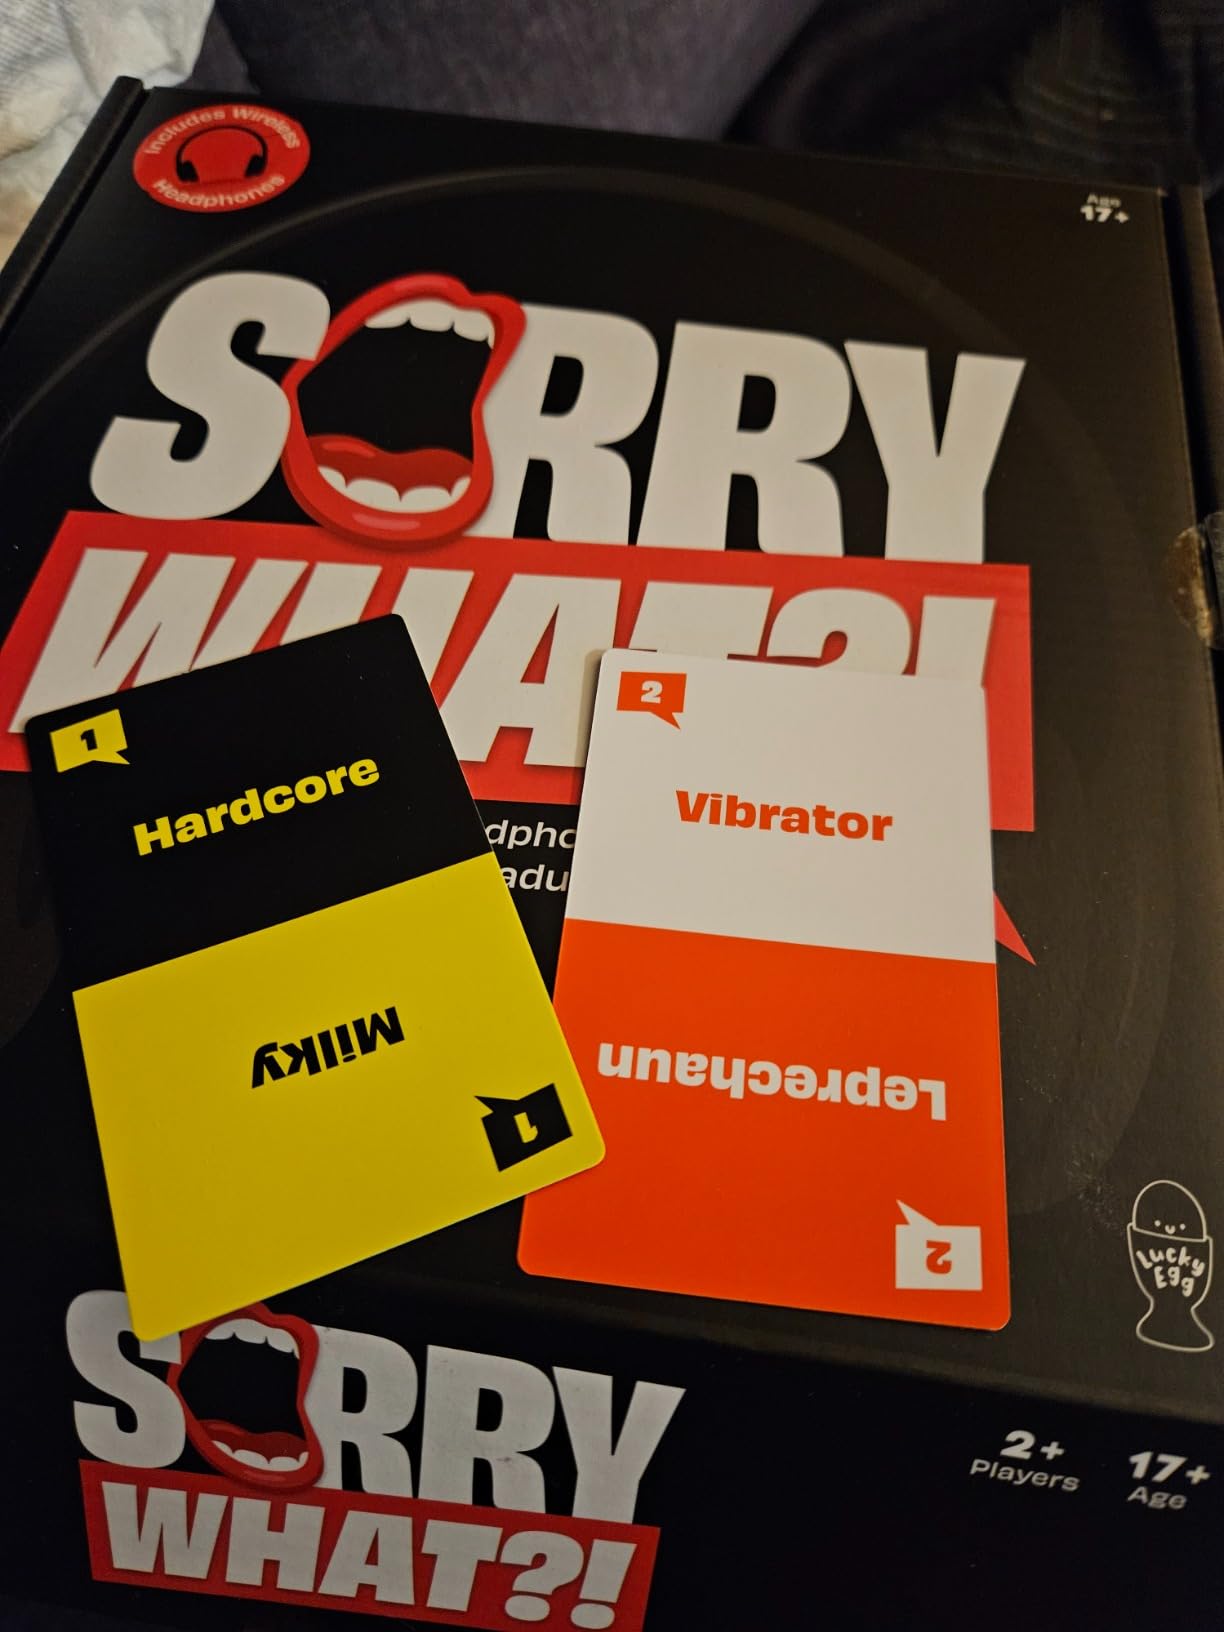 Includes Wireless
Headphones
Age
17+
SORRY
WHAT?!
1
Hardcore
Milky
1
2
Vibrator
Leprechaun
2
Lucky
Egg
SORRY
WHAT?!
2+
Players
17+
Age